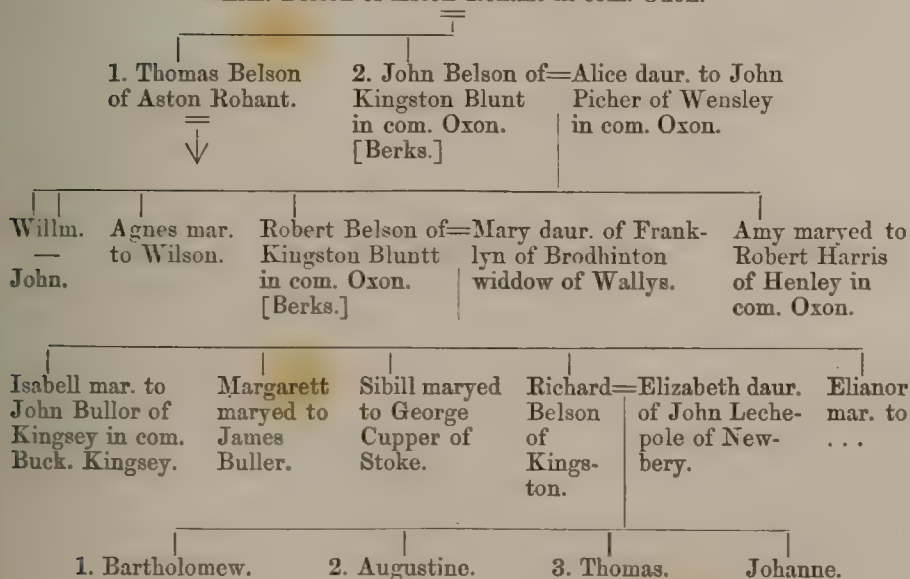 1. Thomas Belson
of Aston Rohant.
2. John Belson of=Alice daur. to John
Kingston Blunt
in com. Oxon.
[Berks.]
Picher of Wensley
in com. Oxon.
Willm.
—
John.
Agnes mar.
to Wilson.
Robert Belson of=Mary daur. of Frank-
Kingston Bluntt
in com. Oxon.
[Berks.]
lyn of Brodhinton
widdow of Wallys.
Amy maryed to
Robert Harris
of Henley in
com. Oxon.
Isabell mar. to
John Bullor of
Kingsey in com.
Buck. Kingsey.
Margarett
maryed to
James
Buller.
Sibill maryed
to George
Cupper of
Stoke.
Richard=Elizabeth daur.
Belson
of
Kings-
ton.
of John Leche-
pole of New-
bery.
Elianor
mar. to
. . .
1. Bartholomew.
2. Augustine.
3. Thomas.
Johanne.